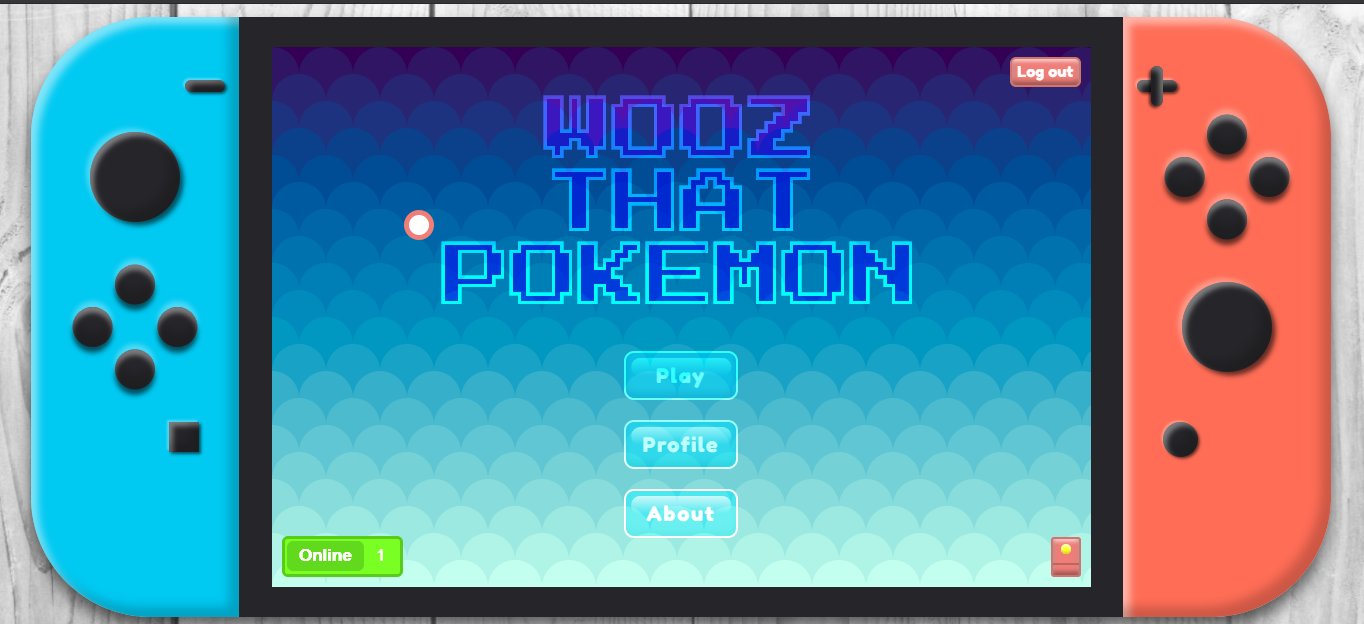 Log out
WOOZ
THAT
POKEMON
Play
Profile
About
Online 1